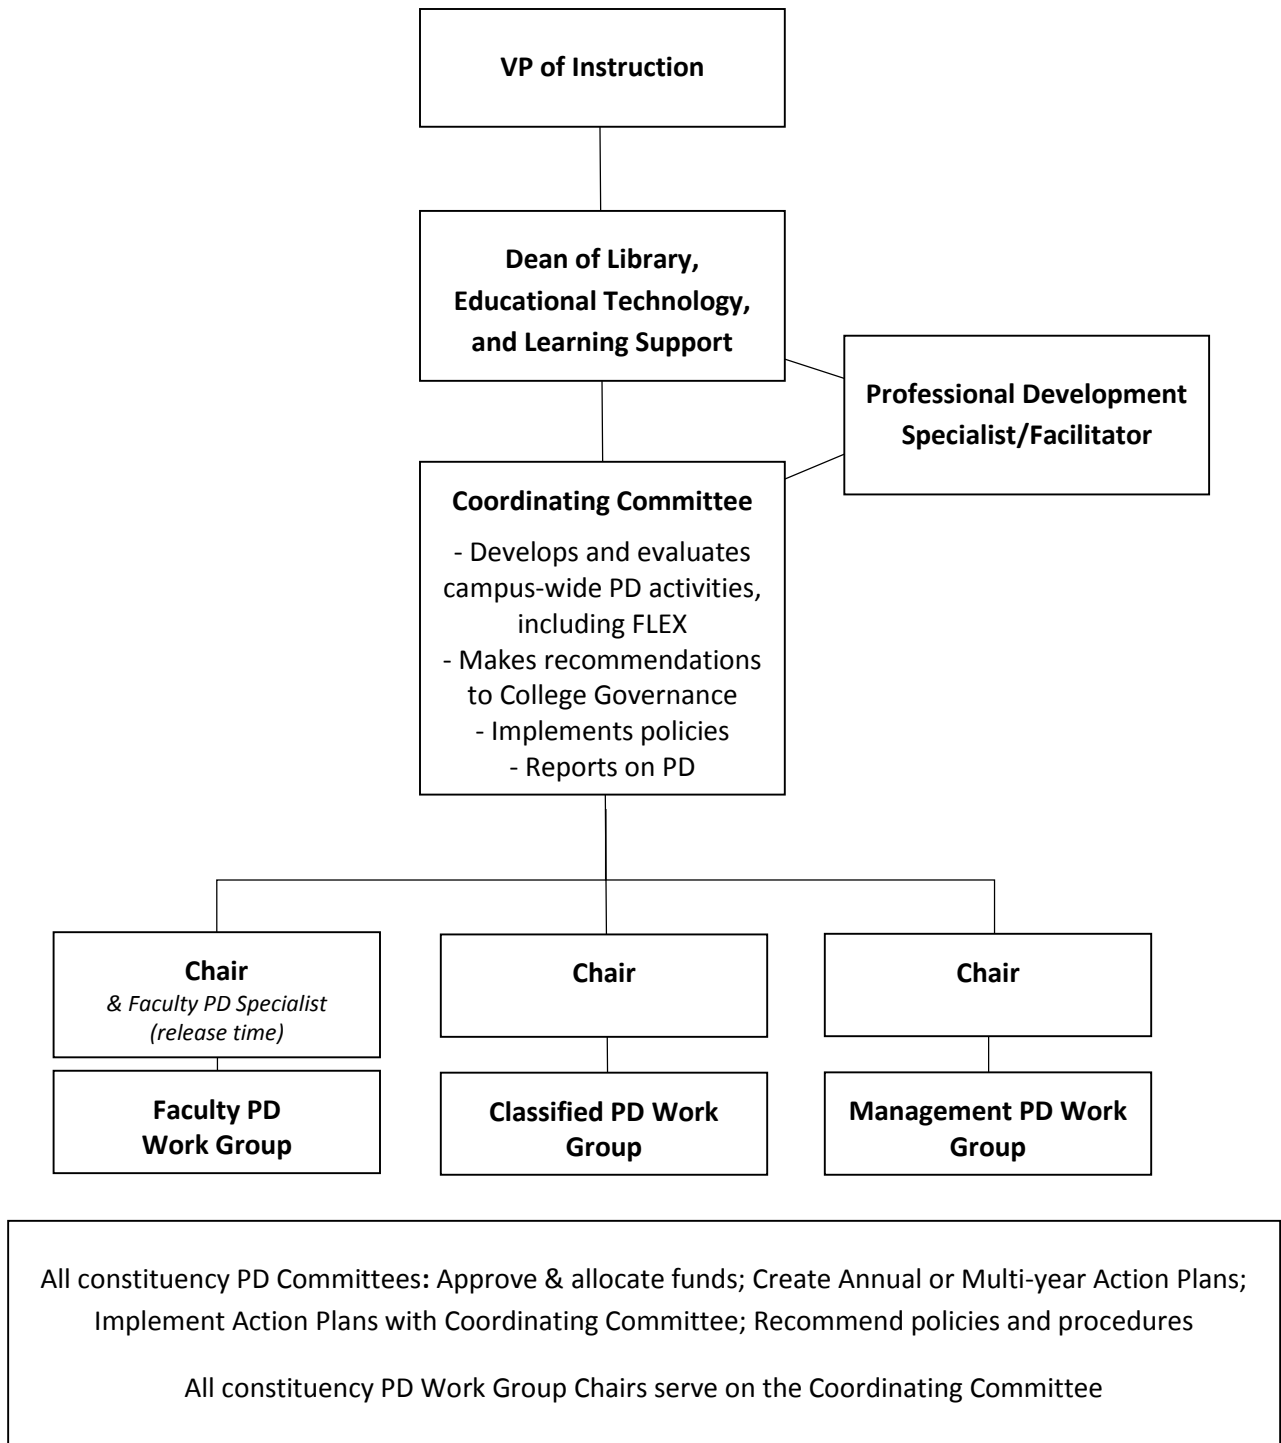 VP of Instruction
Dean of Library,
Educational Technology,
and Learning Support
Professional Development
Specialist/Facilitator
Coordinating Committee
- Develops and evaluates
campus-wide PD activities,
including FLEX
- Makes recommendations
to College Governance
- Implements policies
- Reports on PD
Chair
& Faculty PD Specialist
(release time)
Chair
Chair
Faculty PD
Work Group
Classified PD Work
Group
Management PD Work
Group
All constituency PD Committees: Approve & allocate funds; Create Annual or Multi-year Action Plans;
Implement Action Plans with Coordinating Committee; Recommend policies and procedures
All constituency PD Work Group Chairs serve on the Coordinating Committee